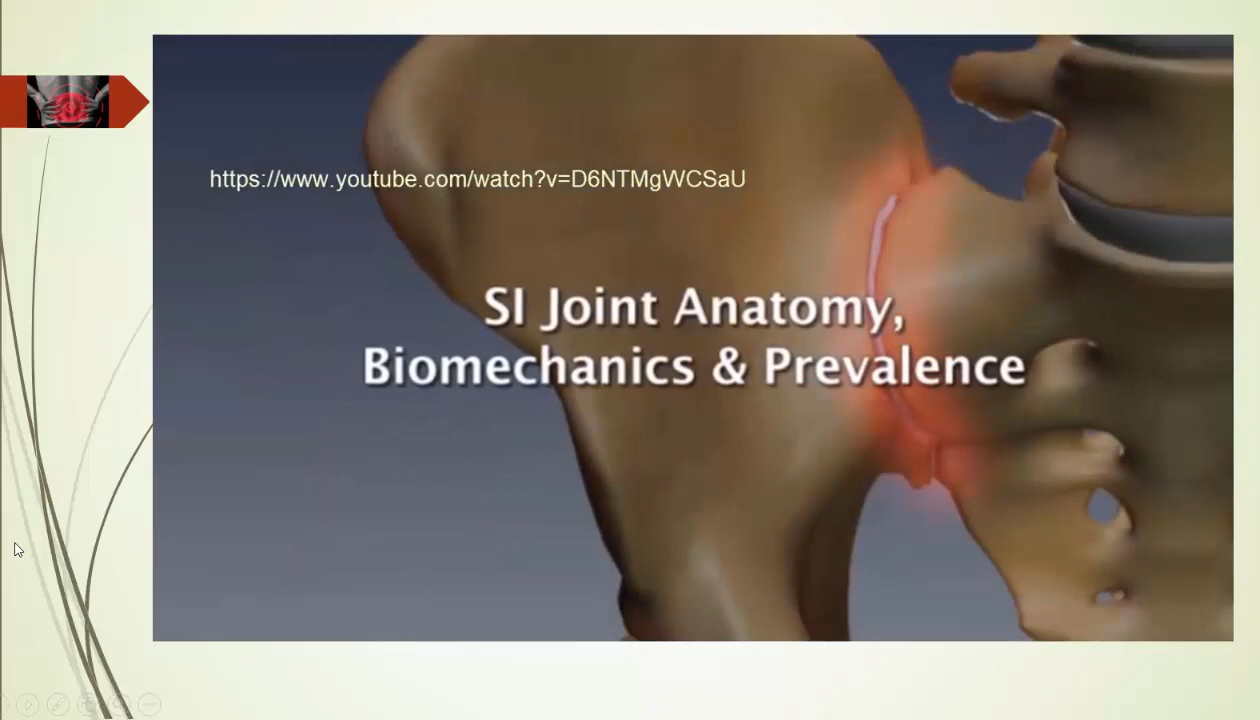 https://www.youtube.com/watch?v=D6NTMgWCSaU
SI Joint Anatomy,
Biomechanics & Prevalence